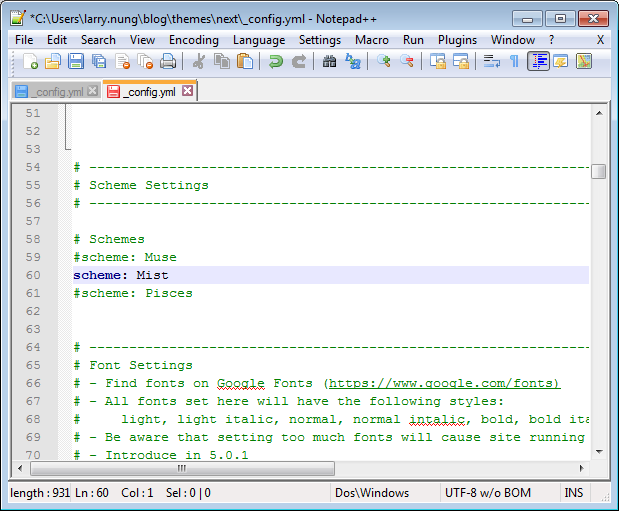 *C:\Users\larry.nung\blog\themes\next\_config.yml - Notepad++
File Edit Search View Encoding Language Settings Macro Run Plugins Window ? X
_config.yml _config.yml
51
52
53
54 # ---------------------------------------------------------------
55 # Scheme Settings
56 # ---------------------------------------------------------------
57
58 # Schemes
59 #scheme: Muse
60 scheme: Mist
61 #scheme: Pisces
62
63
64 # ---------------------------------------------------------------
65 # Font Settings
66 # - Find fonts on Google Fonts (https://www.google.com/fonts)
67 # - All fonts set here will have the following styles:
68 #     light, light italic, normal, normal intalic, bold, bold ita
69 # - Be aware that setting too much fonts will cause site running
70 # - Introduce in 5.0.1
length : 931 Ln : 60 Col : 1 Sel : 0 | 0 Dos\Windows UTF-8 w/o BOM INS